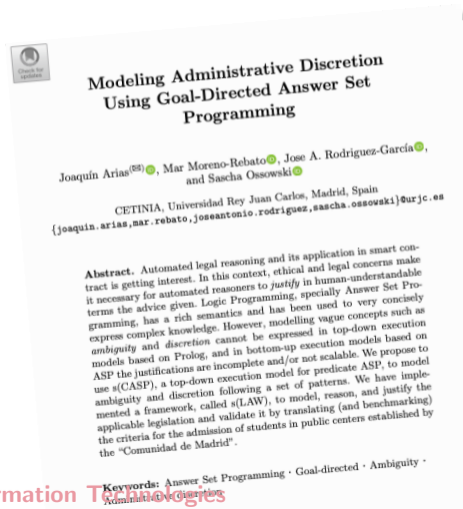 Check for
updates
Modeling Administrative Discretion
Using Goal-Directed Answer Set
Programming
Joaquín Arias(✉), Mar Moreno-Rebato, Jose A. Rodriguez-García,
and Sascha Ossowski
CETINIA, Universidad Rey Juan Carlos, Madrid, Spain
{joaquin.arias,mar.rebato,joseantonio.rodriguez,sascha.ossowski}@urjc.es
Abstract. Automated legal reasoning and its application in smart con-
tract is getting interest. In this context, ethical and legal concerns make
it necessary for automated reasoners to justify in human-understandable
terms the advice given. Logic Programming, specially Answer Set Pro-
gramming, has a rich semantics and has been used to very concisely
express complex knowledge. However, modelling vague concepts such as
ambiguity and discretion cannot be expressed in top-down execution
models based on Prolog, and in bottom-up execution models based on
ASP the justifications are incomplete and/or not scalable. We propose to
use s(CASP), a top-down execution model for predicate ASP, to model
ambiguity and discretion following a set of patterns. We have imple-
mented a framework, called s(LAW), to model, reason, and justify the
applicable legislation and validate it by translating (and benchmarking)
the criteria for the admission of students in public centers established by
the "Comunidad de Madrid".
Keywords: Answer Set Programming · Goal-directed · Ambiguity ·
Administrative discretion
rmation Technologies